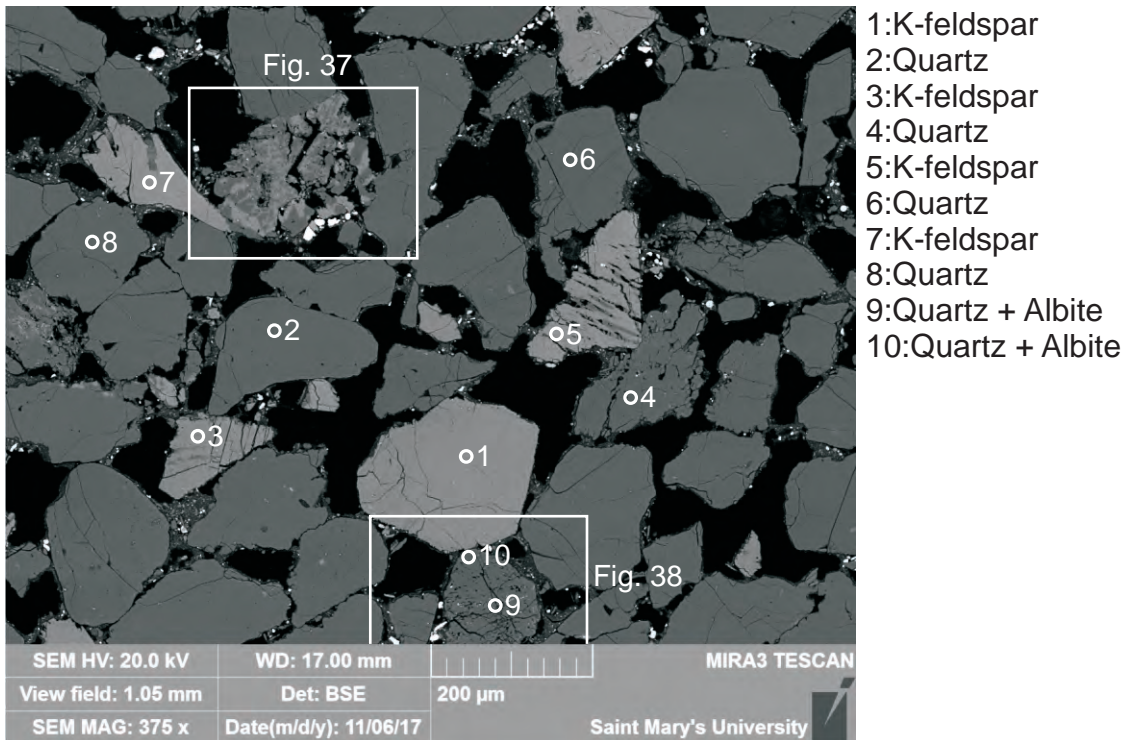 1:K-feldspar
2:Quartz
3:K-feldspar
4:Quartz
5:K-feldspar
6:Quartz
7:K-feldspar
8:Quartz
9:Quartz + Albite
10:Quartz + Albite
Fig. 37
6
7
8
2
5
4
3
1
10
Fig. 38
9
SEM HV: 20.0 kV WD: 17.00 mm MIRA3 TESCAN
View field: 1.05 mm Det: BSE 200 µm
SEM MAG: 375 x Date(m/d/y): 11/06/17 Saint Mary's University